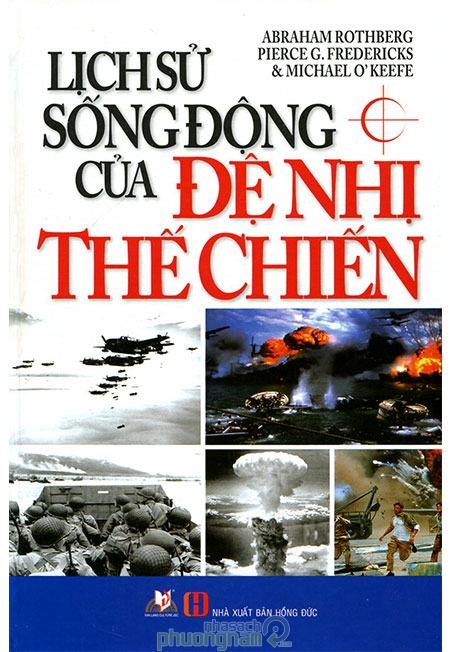 ABRAHAM ROTHBERG
PIERCE G. FREDERICKS
& MICHAEL O'KEEFE
LỊCH SỬ
SỐNG ĐỘNG
CỦA ĐỆ NHỊ
THẾ CHIẾN
NHÀ XUẤT BẢN HỒNG ĐỨC
nhasach
phuongnam